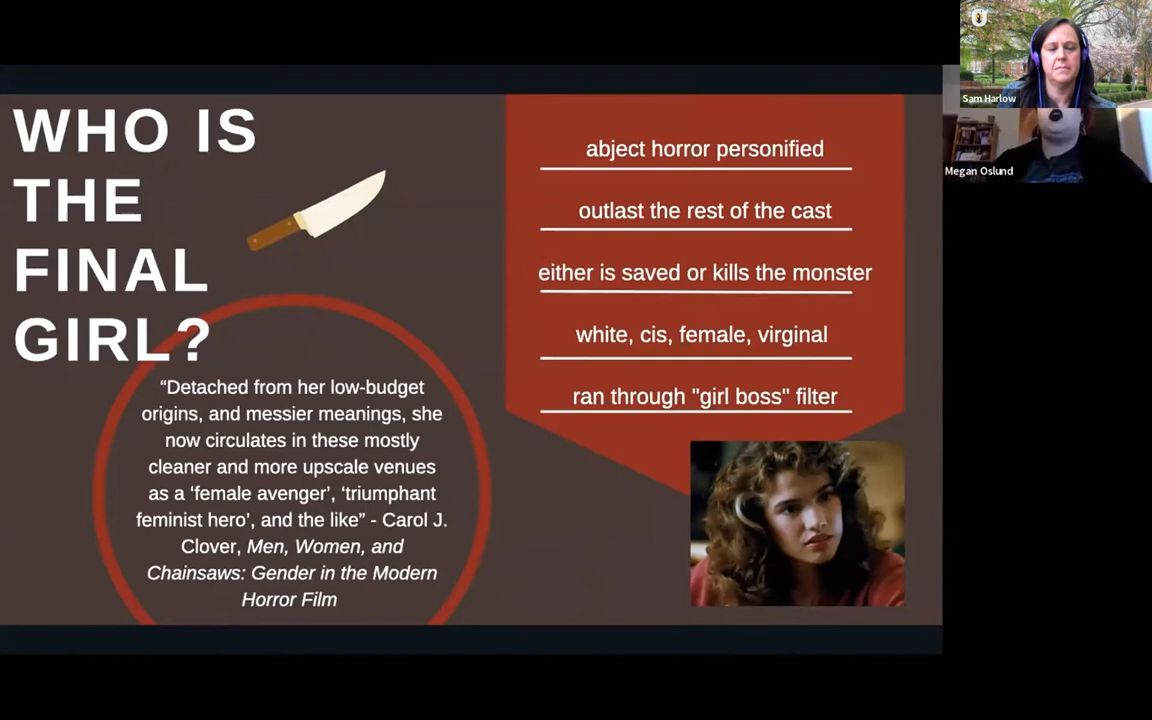 WHO IS
THE
FINAL
GIRL?
“Detached from her low-budget
origins, and messier meanings, she
now circulates in these mostly
cleaner and more upscale venues
as a ‘female avenger’, ‘triumphant
feminist hero’, and the like” - Carol J.
Clover, Men, Women, and
Chainsaws: Gender in the Modern
Horror Film
abject horror personified
outlast the rest of the cast
either is saved or kills the monster
white, cis, female, virginal
ran through "girl boss" filter
Sam Harlow
Megan Oslund